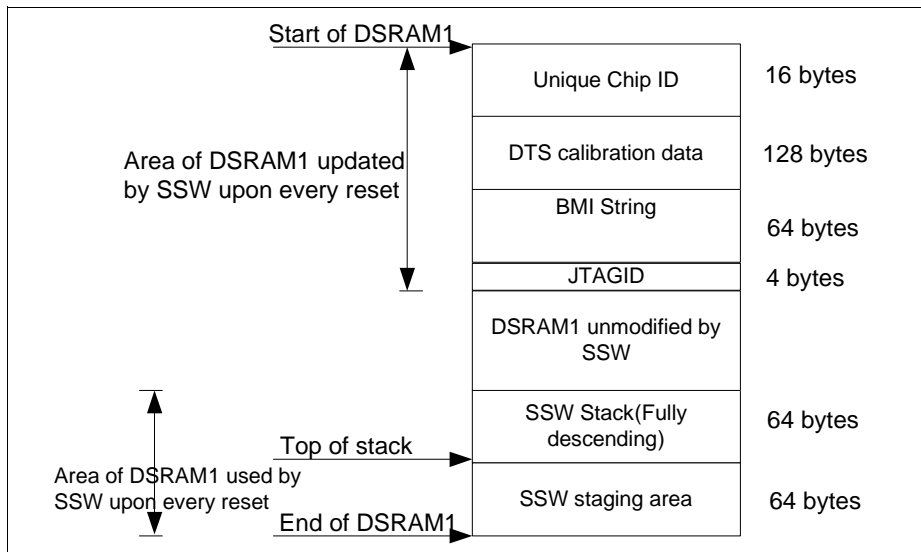 Start of DSRAM1
Unique Chip ID
16 bytes
Area of DSRAM1 updated
by SSW upon every reset
DTS calibration data
128 bytes
BMI String
64 bytes
JTAGID
4 bytes
DSRAM1 unmodified by
SSW
SSW Stack(Fully
descending)
64 bytes
Top of stack
Area of DSRAM1 used by
SSW upon every reset
SSW staging area
64 bytes
End of DSRAM1